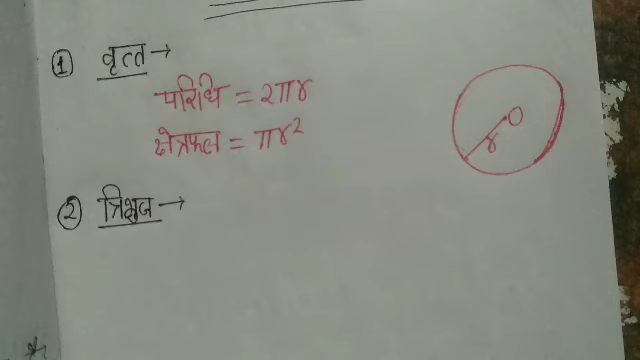 ① वृत्त →
परिधि = 2πr
क्षेत्रफल = πr²
O
r
② त्रिभुज →